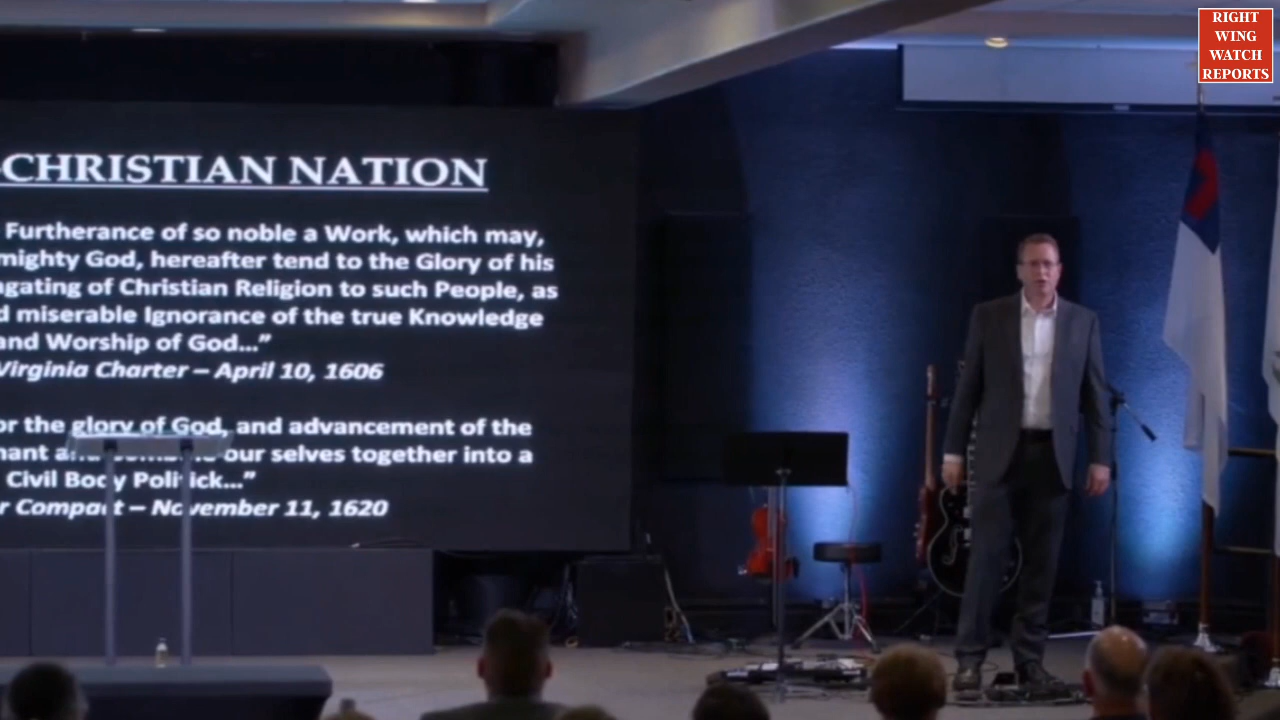 -CHRISTIAN NATION
Furtherance of so noble a Work, which may,
mighty God, hereafter tend to the Glory of his
agating of Christian Religion to such People, as
d miserable Ignorance of the true Knowledge
and Worship of God…”
Virginia Charter – April 10, 1606
or the glory of God, and advancement of the
nant our selves together into a
Civil Body Politick…”
r Compact – November 11, 1620
RIGHT
WING
WATCH
REPORTS